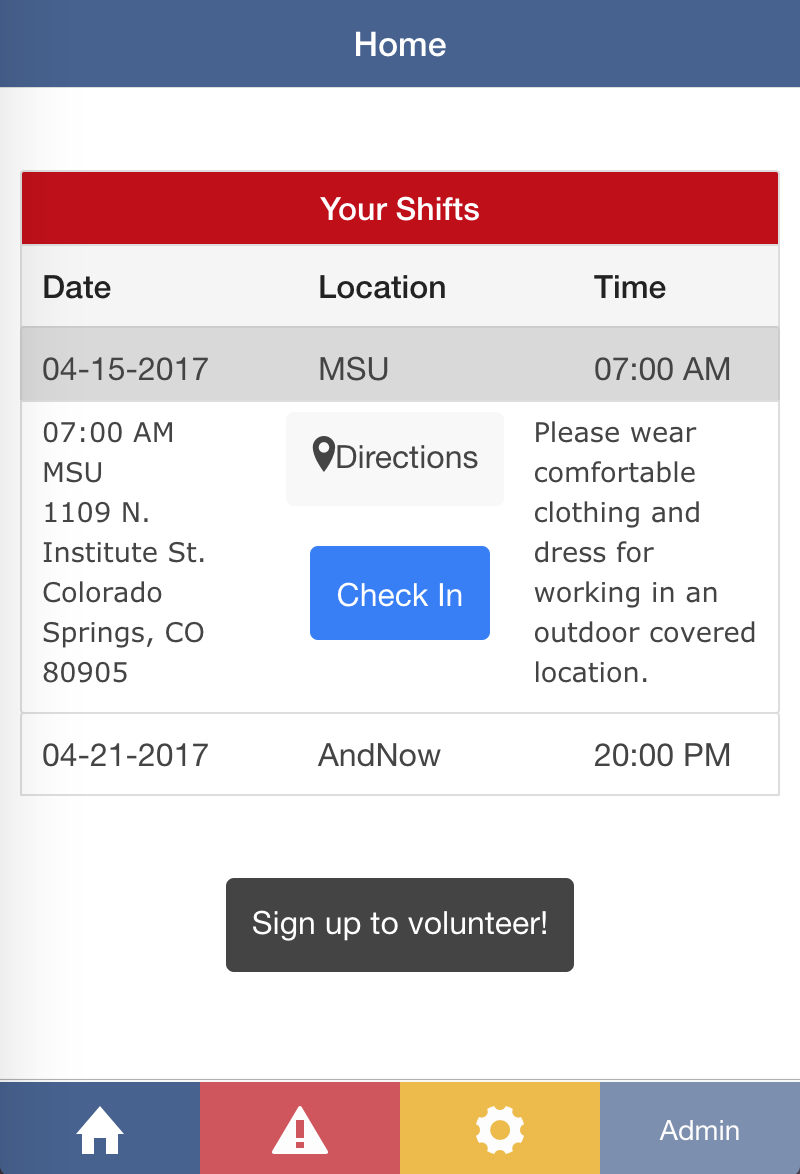 Home
Your Shifts
Date Location Time
04-15-2017 MSU 07:00 AM
07:00 AM
MSU
1109 N.
Institute St.
Colorado
Springs, CO
80905
Directions
Check In
Please wear
comfortable
clothing and
dress for
working in an
outdoor covered
location.
04-21-2017 AndNow 20:00 PM
Sign up to volunteer!
Admin